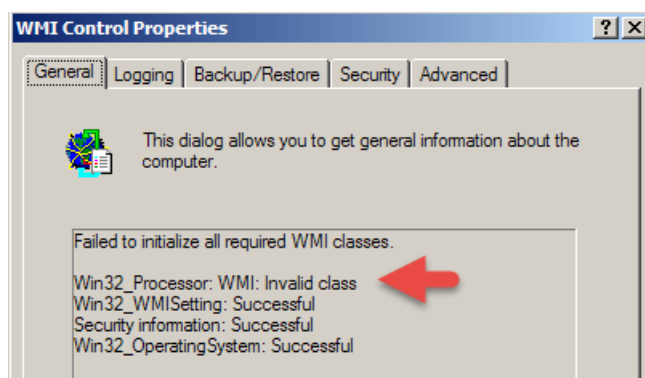 WMI Control Properties
General Logging Backup/Restore Security Advanced
This dialog allows you to get general information about the
computer.
Failed to initialize all required WMI classes.
Win32_Processor: WMI: Invalid class
Win32_WMISetting: Successful
Security information: Successful
Win32_OperatingSystem: Successful